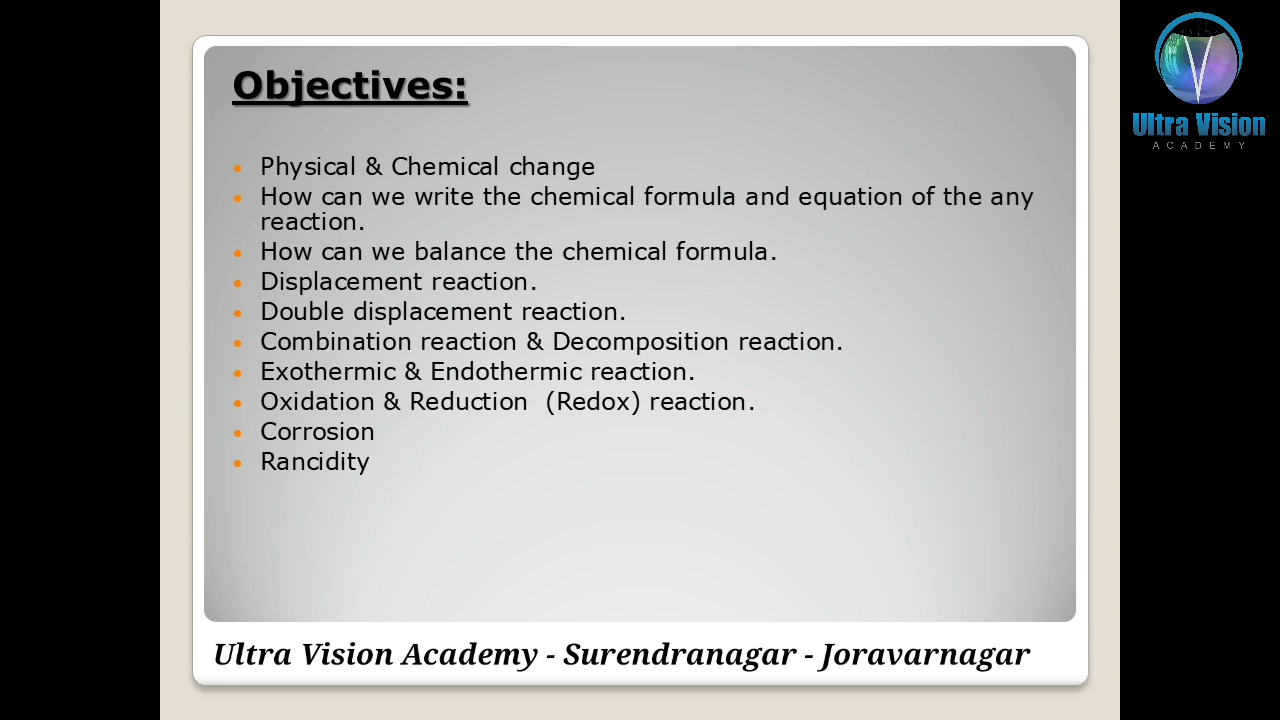 Objectives:
Physical & Chemical change
How can we write the chemical formula and equation of the any
reaction.
How can we balance the chemical formula.
Displacement reaction.
Double displacement reaction.
Combination reaction & Decomposition reaction.
Exothermic & Endothermic reaction.
Oxidation & Reduction  (Redox) reaction.
Corrosion
Rancidity
Ultra Vision Academy - Surendranagar - Joravarnagar
Ultra Vision
ACADEMY